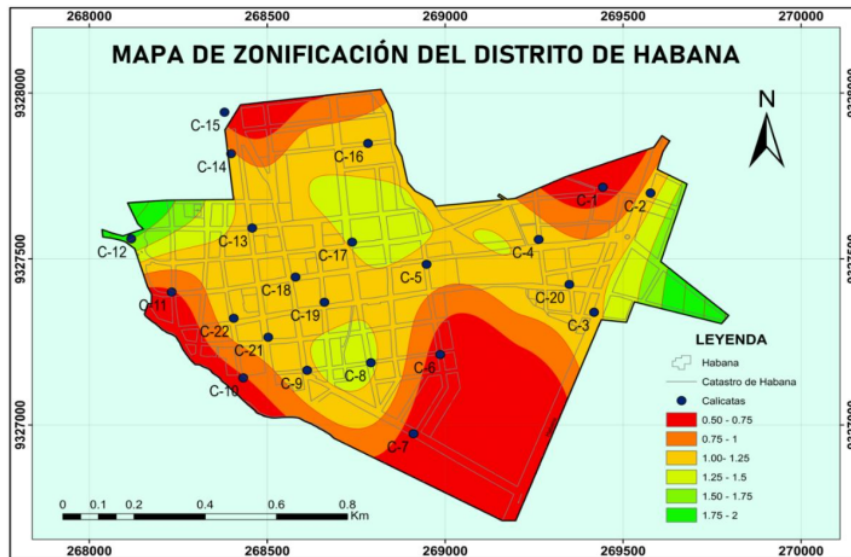 268000 268500 269000 269500 270000
MAPA DE ZONIFICACIÓN DEL DISTRITO DE HABANA
9328000
9328000
N
C-15
C-16
C-14
C-1
C-2
C-13
C-12
C-17
C-4
9327500
9327500
C-5
C-18
C-20
C-11
C-19
C-3
C-22
C-21
C-8
C-6
C-9
C-10
C-7
9327000
9327000
LEYENDA
Habana
Catastro de Habana
Calicatas
0.50 - 0.75
0.75 - 1
1.00- 1.25
1.25 - 1.5
1.50 - 1.75
1.75 - 2
0 0.1 0.2 0.4 0.6 0.8
Km
268000 268500 269000 269500 270000